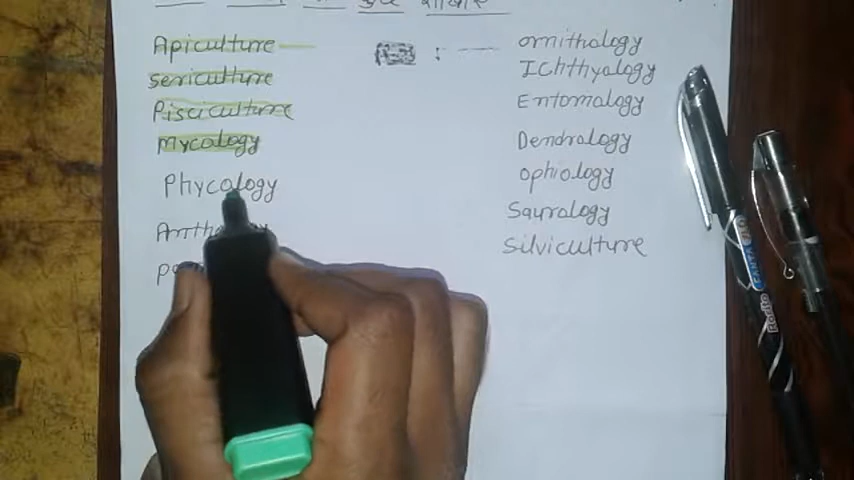 Apiculture
sericulture
Pisciculture
Mycology
Phycology
:
ornithology
Ichthyology
Entomology
Dendrology
ophiology
Saurology
Silviculture